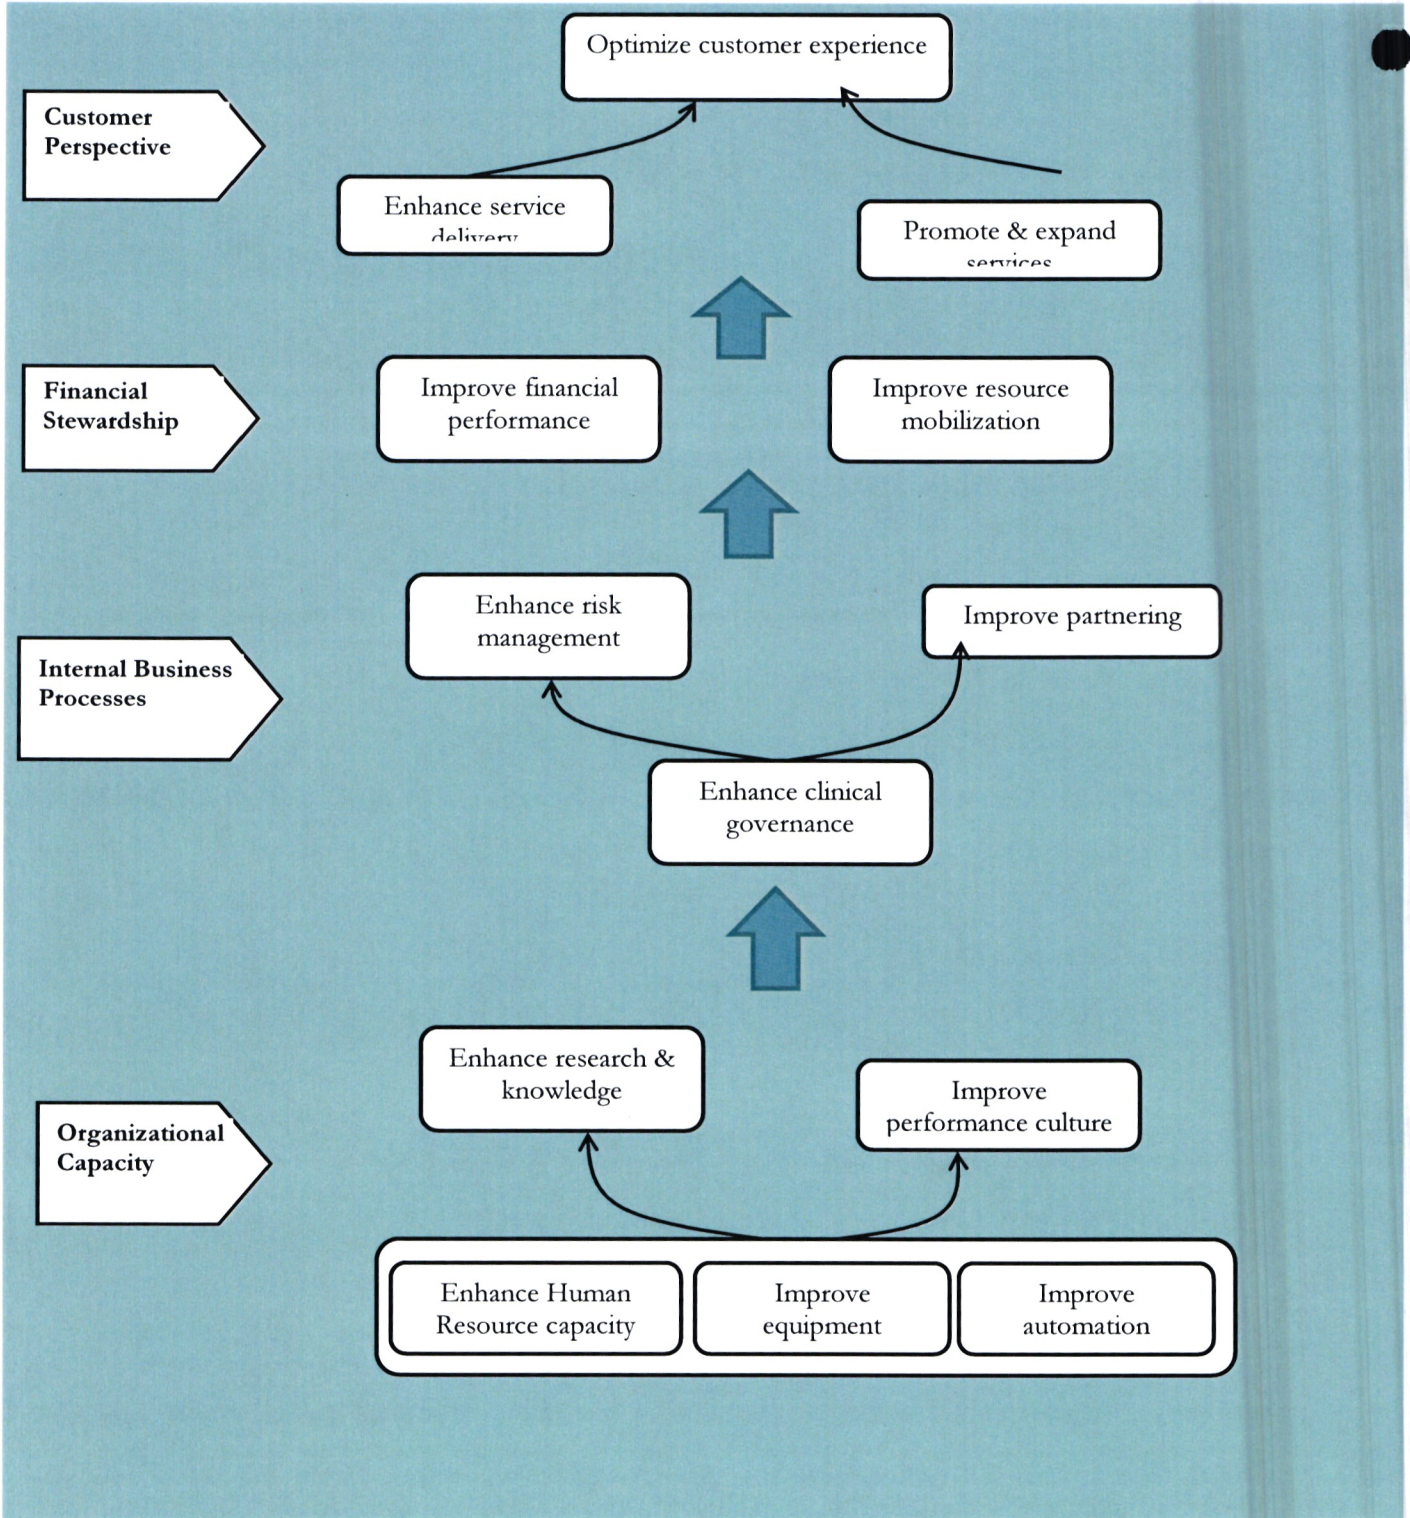 Optimize customer experience
Customer
Perspective
Enhance service
delivery
Promote & expand
services
Financial
Stewardship
Improve financial
performance
Improve resource
mobilization
Internal Business
Processes
Enhance risk
management
Improve partnering
Enhance clinical
governance
Organizational
Capacity
Enhance research &
knowledge
Improve
performance culture
Enhance Human
Resource capacity
Improve
equipment
Improve
automation